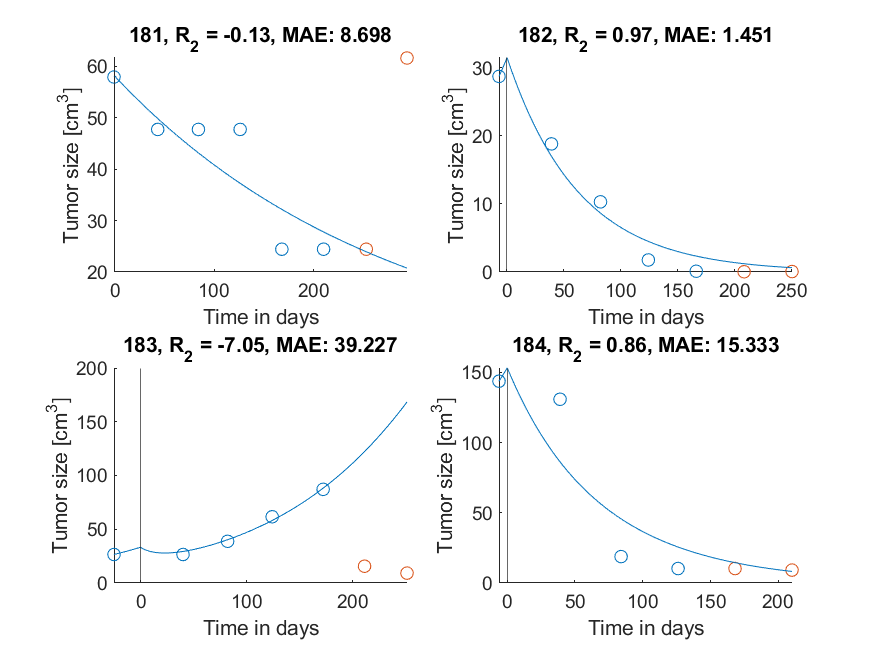 181, R2 = -0.13, MAE: 8.698
Tumor size [cm3]
60
50
40
30
20
0
100
200
Time in days
182, R2 = 0.97, MAE: 1.451
Tumor size [cm3]
30
20
10
0
0
50
100
150
200
250
Time in days
183, R2 = -7.05, MAE: 39.227
Tumor size [cm3]
200
150
100
50
0
0
100
200
Time in days
184, R2 = 0.86, MAE: 15.333
Tumor size [cm3]
150
100
50
0
0
50
100
150
200
Time in days